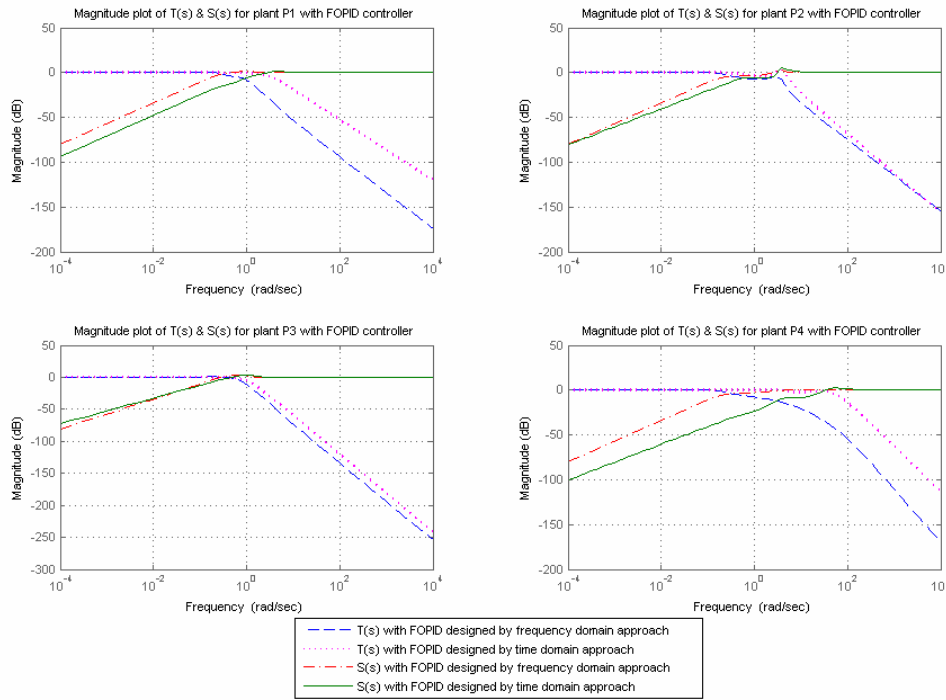 Magnitude plot of T(s) & S(s) for plant P1 with FOPID controller
Magnitude (dB)
50
0
-50
-100
-150
-200
10^-4
10^-2
10^0
10^2
10^4
Frequency (rad/sec)
Magnitude plot of T(s) & S(s) for plant P2 with FOPID controller
Magnitude (dB)
50
0
-50
-100
-150
-200
10^-4
10^-2
10^0
10^2
10
Frequency (rad/sec)
Magnitude plot of T(s) & S(s) for plant P3 with FOPID controller
Magnitude (dB)
50
0
-50
-100
-150
-200
-250
-300
10^-4
10^-2
10^0
10^2
10^4
Frequency (rad/sec)
Magnitude plot of T(s) & S(s) for plant P4 with FOPID controller
Magnitude (dB)
50
0
-50
-100
-150
-200
10^-4
10^-2
10^0
10^2
10
Frequency (rad/sec)
T(s) with FOPID designed by frequency domain approach
T(s) with FOPID designed by time domain approach
S(s) with FOPID designed by frequency domain approach
S(s) with FOPID designed by time domain approach